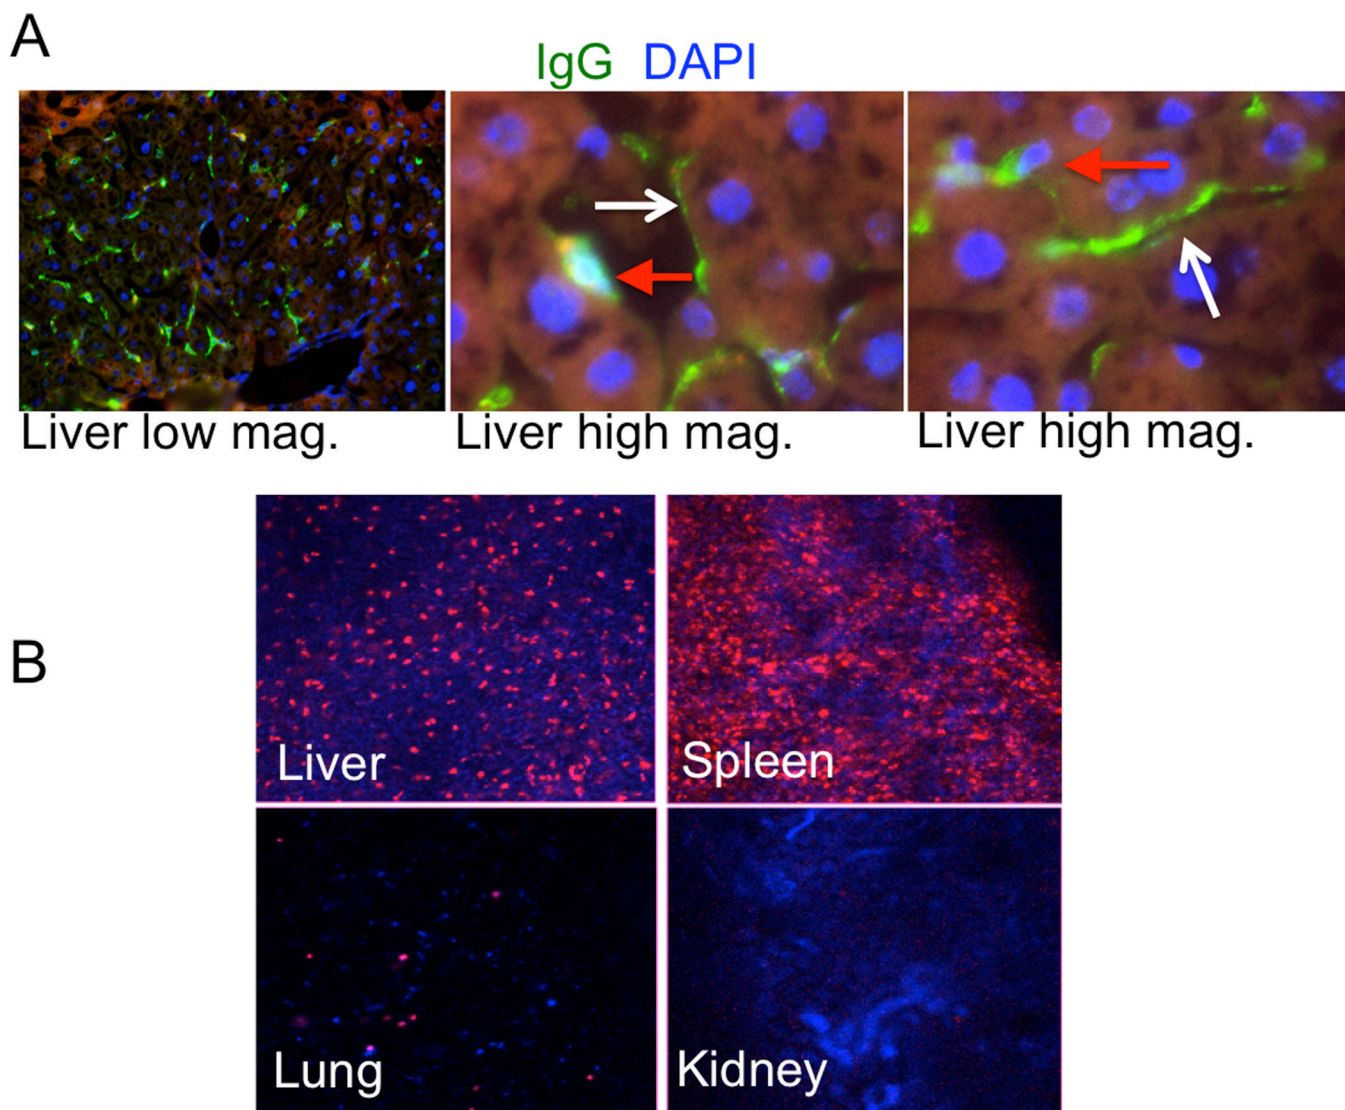 A
IgG DAPI
Liver low mag.
Liver high mag.
Liver high mag.
B
Liver
Spleen
Lung
Kidney